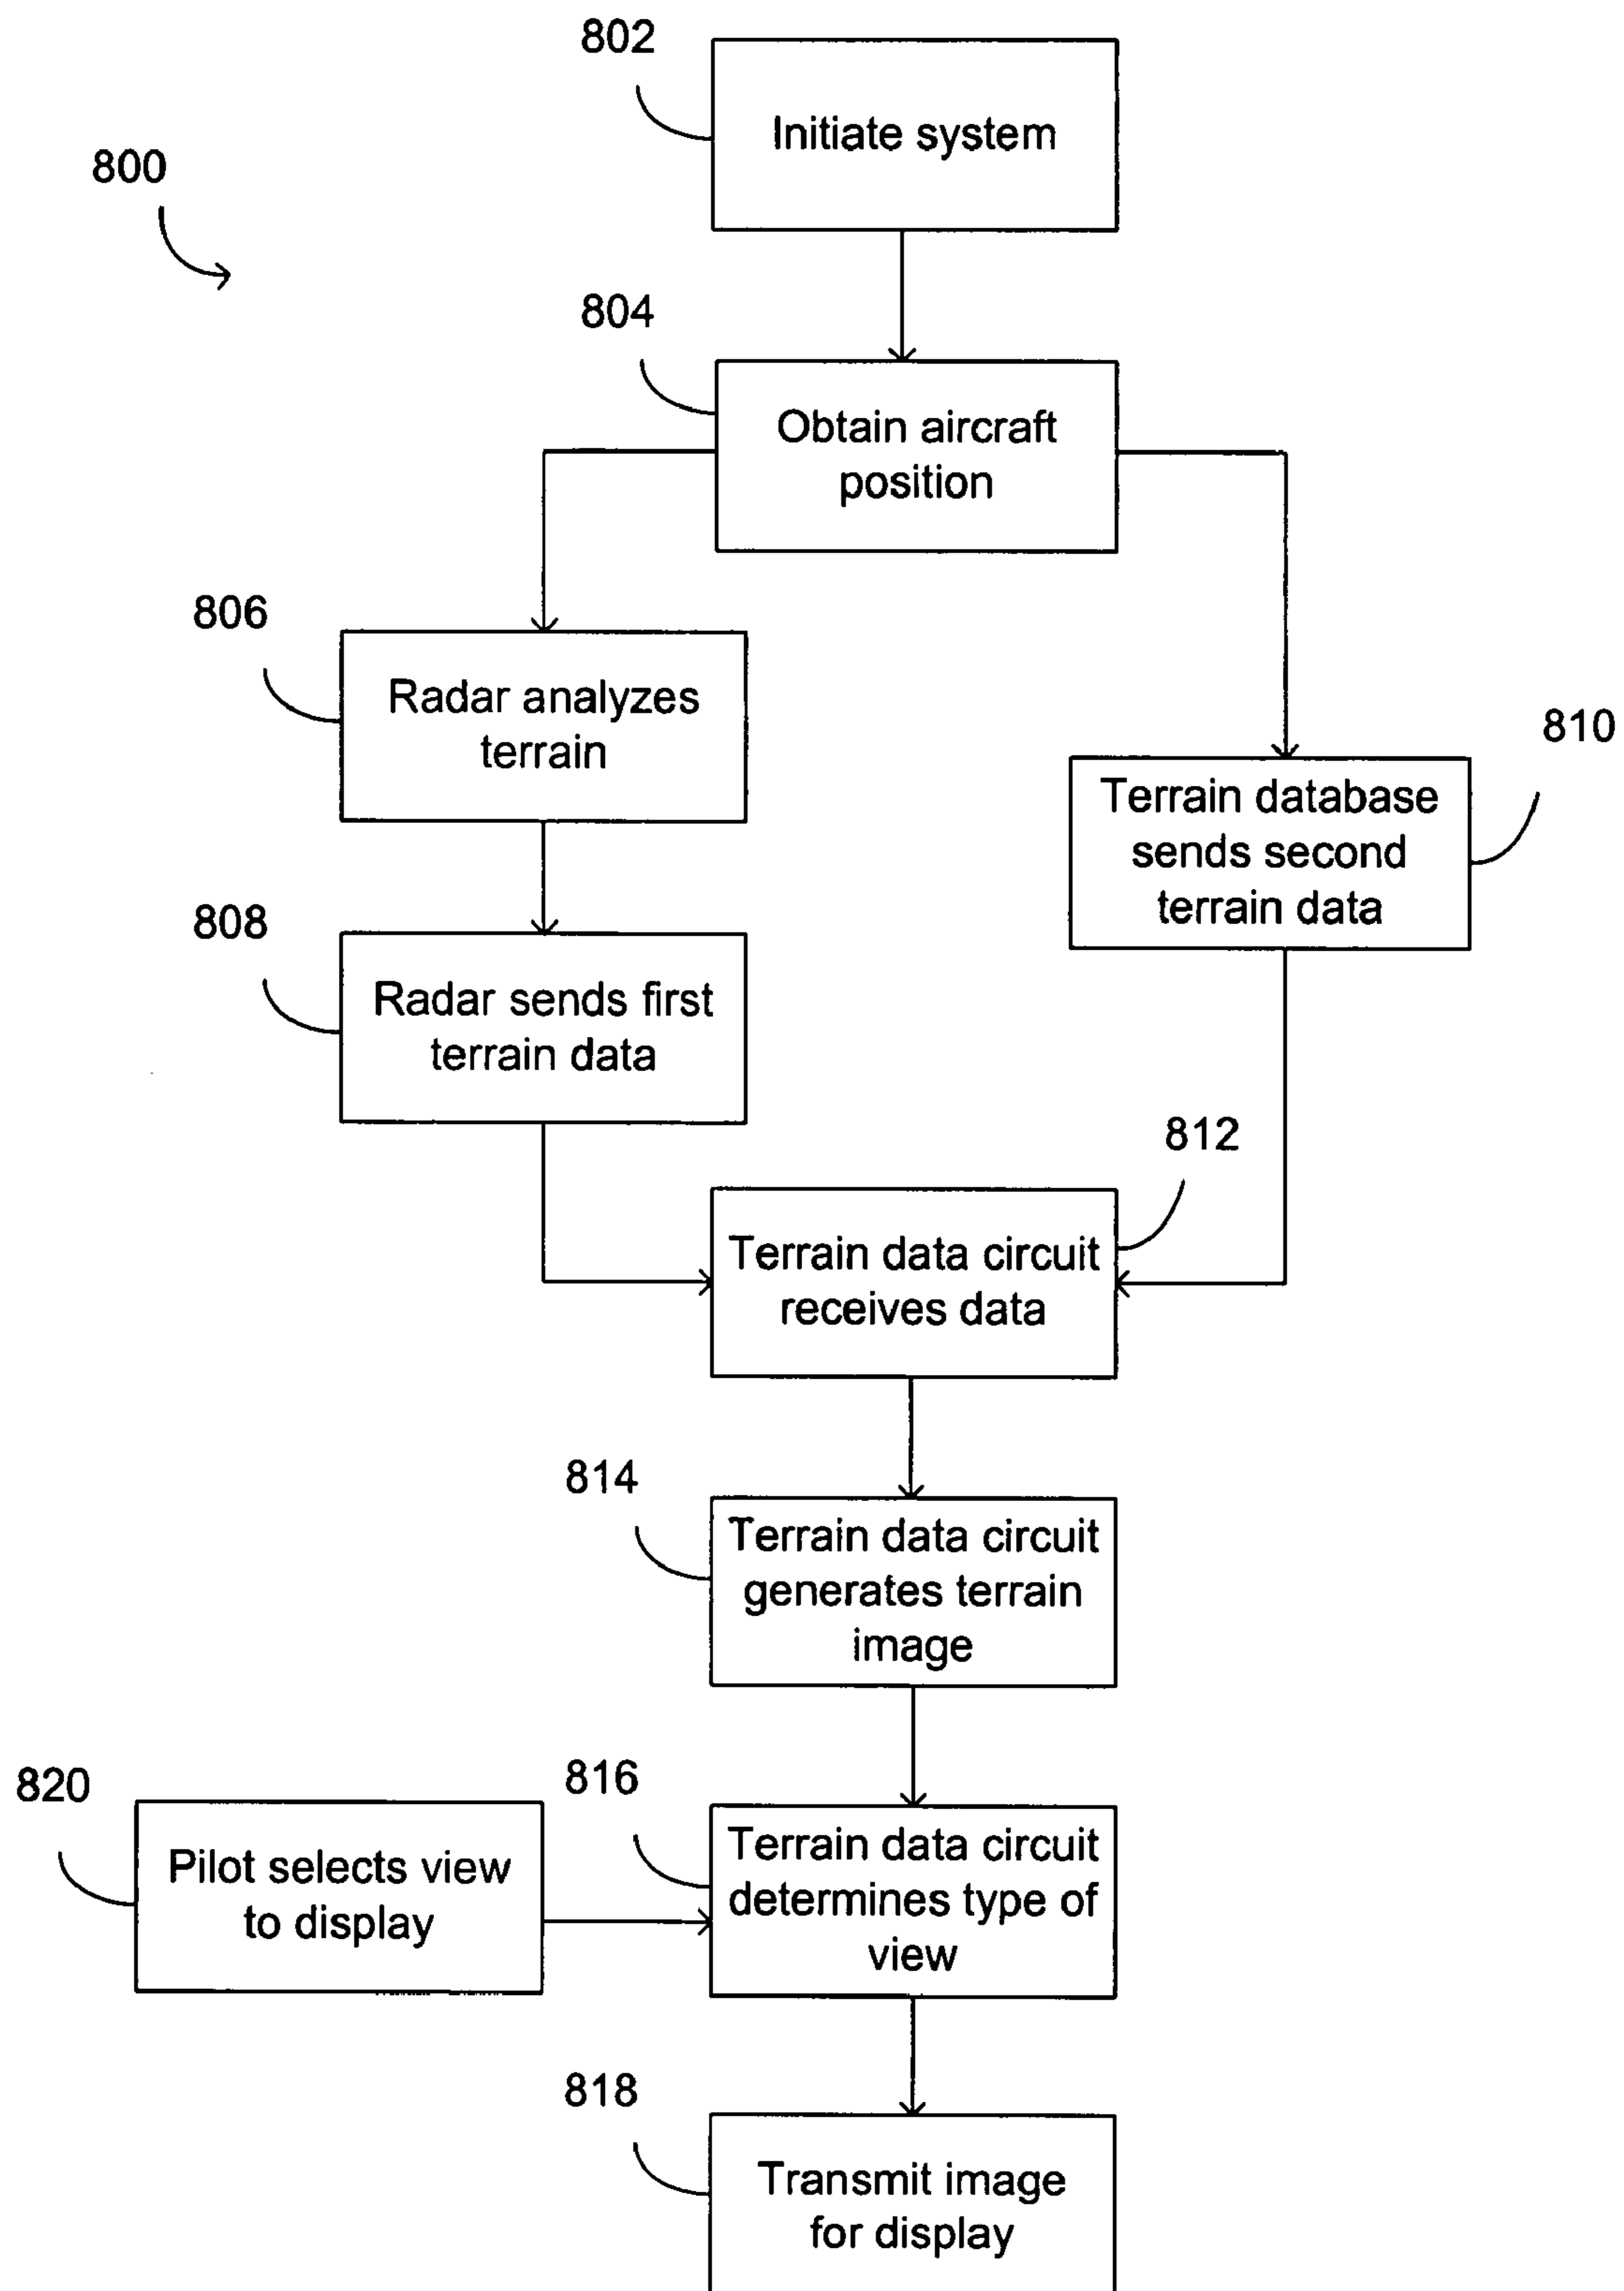 802
Initiate system
800
804
Obtain aircraft
position
806
Radar analyzes
terrain
810
Terrain database
sends second
terrain data
808
Radar sends first
terrain data
812
Terrain data circuit
receives data
814
Terrain data circuit
generates terrain
image
820
Pilot selects view
to display
816
Terrain data circuit
determines type of
view
818
Transmit image
for display